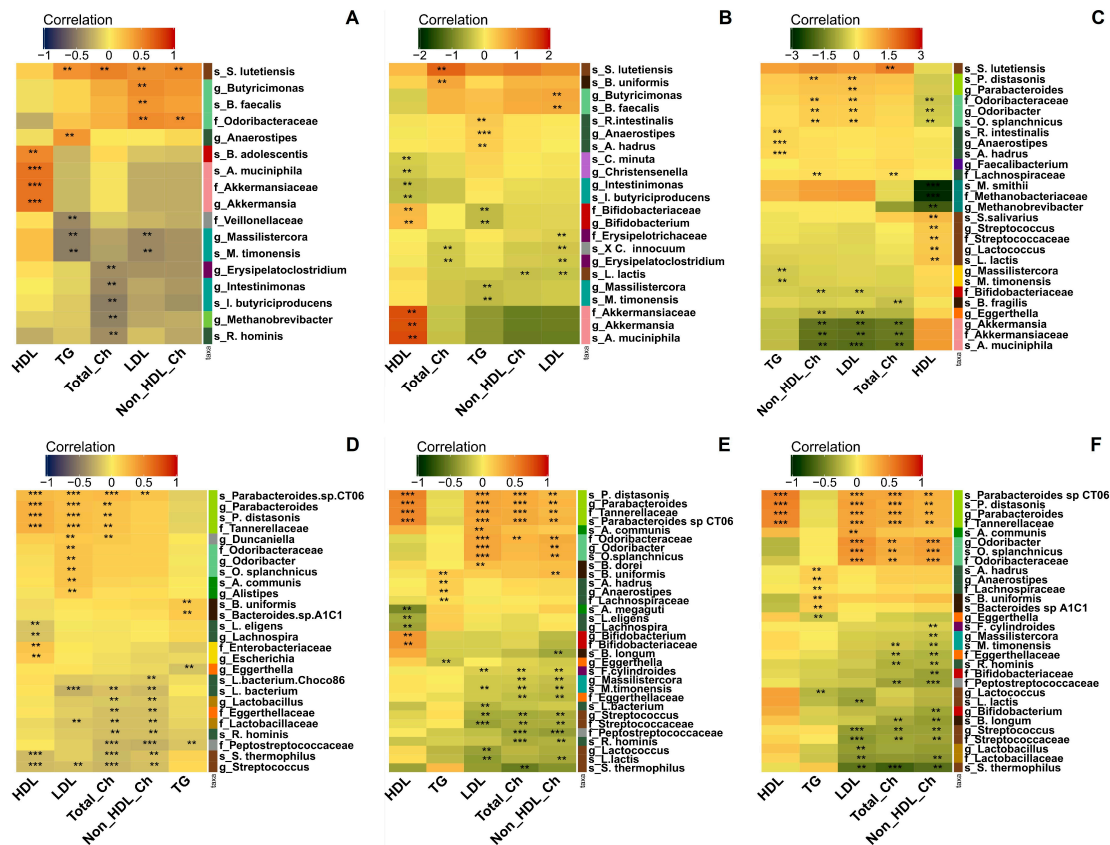 Correlation
A
−1 −0.5 0 0.5 1
s_S. lutetiensis
g_Butyricimonas
s_B. faecalis
f_Odoribacteraceae
g_Anaerostipes
s_B. adolescentis
s_A. muciniphila
f_Akkermansiaceae
g_Akkermansia
f_Veillonellaceae
g_Massilistercora
s_M. timonensis
g_Erysipelatoclostridium
g_Intestinimonas
s_I. butyriciproducens
g_Methanobrevibacter
s_R. hominis
HDL TG Total_Ch LDL Non_HDL_Ch taxa
Correlation
B
−2 −1 0 1 2
s_S. lutetiensis
s_B. uniformis
g_Butyricimonas
s_B. faecalis
s_R.intestinalis
g_Anaerostipes
s_A. hadrus
s_C. minuta
g_Christensenella
g_Intestinimonas
s_I. butyriciproducens
f_Bifidobacteriaceae
g_Bifidobacterium
f_Erysipelotrichaceae
s_X C. innocuum
g_Erysipelatoclostridium
s_L. lactis
g_Massilistercora
s_M. timonensis
f_Akkermansiaceae
g_Akkermansia
s_A. muciniphila
HDL Total_Ch TG Non_HDL_Ch LDL taxa
Correlation
C
−3 −1.5 0 1.5 3
s_S. lutetiensis
s_P. distasonis
g_Parabacteroides
f_Odoribacteraceae
g_Odoribacter
s_O. splanchnicus
s_R. intestinalis
g_Anaerostipes
s_A. hadrus
g_Faecalibacterium
f_Lachnospiraceae
s_M. smithii
f_Methanobacteriaceae
g_Methanobrevibacter
s_S.salivarius
g_Streptococcus
f_Streptococcaceae
g_Lactococcus
s_L. lactis
g_Massilistercora
s_M. timonensis
f_Bifidobacteriaceae
s_B. fragilis
g_Eggerthella
g_Akkermansia
f_Akkermansiaceae
s_A. muciniphila
TG Non_HDL_Ch LDL Total_Ch HDL taxa
Correlation
D
−1 −0.5 0 0.5 1
s_Parabacteroides.sp.CT06
g_Parabacteroides
s_P. distasonis
f_Tannerellaceae
g_Duncaniella
f_Odoribacteraceae
g_Odoribacter
s_O. splanchnicus
s_A. communis
g_Alistipes
s_B. uniformis
s_Bacteroides.sp.A1C1
s_L. eligens
g_Lachnospira
f_Enterobacteriaceae
g_Escherichia
g_Eggerthella
s_L.bacterium.Choco86
s_L. bacterium
g_Lactobacillus
f_Eggerthellaceae
f_Lactobacillaceae
s_R. hominis
f_Peptostreptococcaceae
s_S. thermophilus
g_Streptococcus
HDL LDL Total_Ch Non_HDL_Ch TG taxa
Correlation
E
−1 −0.5 0 0.5 1
s_P. distasonis
g_Parabacteroides
f_Tannerellaceae
s_Parabacteroides sp CT06
s_A. communis
f_Odoribacteraceae
g_Odoribacter
s_O.splanchnicus
s_B. dorei
s_B. uniformis
s_A. hadrus
g_Anaerostipes
f_Lachnospiraceae
s_A. megaguti
s_L.eligens
g_Lachnospira
g_Bifidobacterium
f_Bifidobacteriaceae
s_B. longum
g_Eggerthella
s_F.cylindroides
g_Massilistercora
s_M.timonensis
f_Eggerthellaceae
s_L.bacterium
g_Streptococcus
f_Streptococcaceae
f_Peptostreptococcaceae
s_R. hominis
g_Lactococcus
s_L.lactis
s_S. thermophilus
HDL TG LDL Total_Ch Non_HDL_Ch taxa
Correlation
F
−1 −0.5 0 0.5 1
s_Parabacteroides sp CT06
s_P. distasonis
g_Parabacteroides
f_Tannerellaceae
s_A. communis
g_Odoribacter
s_O. splanchnicus
f_Odoribacteraceae
s_A. hadrus
g_Anaerostipes
f_Lachnospiraceae
s_B. uniformis
s_Bacteroides sp A1C1
g_Eggerthella
s_F. cylindroides
g_Massilistercora
s_M. timonensis
f_Eggerthellaceae
s_R. hominis
f_Bifidobacteriaceae
f_Peptostreptococcaceae
g_Lactococcus
s_L. lactis
g_Bifidobacterium
s_B. longum
g_Streptococcus
f_Streptococcaceae
g_Lactobacillus
f_Lactobacillaceae
s_S. thermophilus
HDL TG LDL Total_Ch Non_HDL_Ch taxa